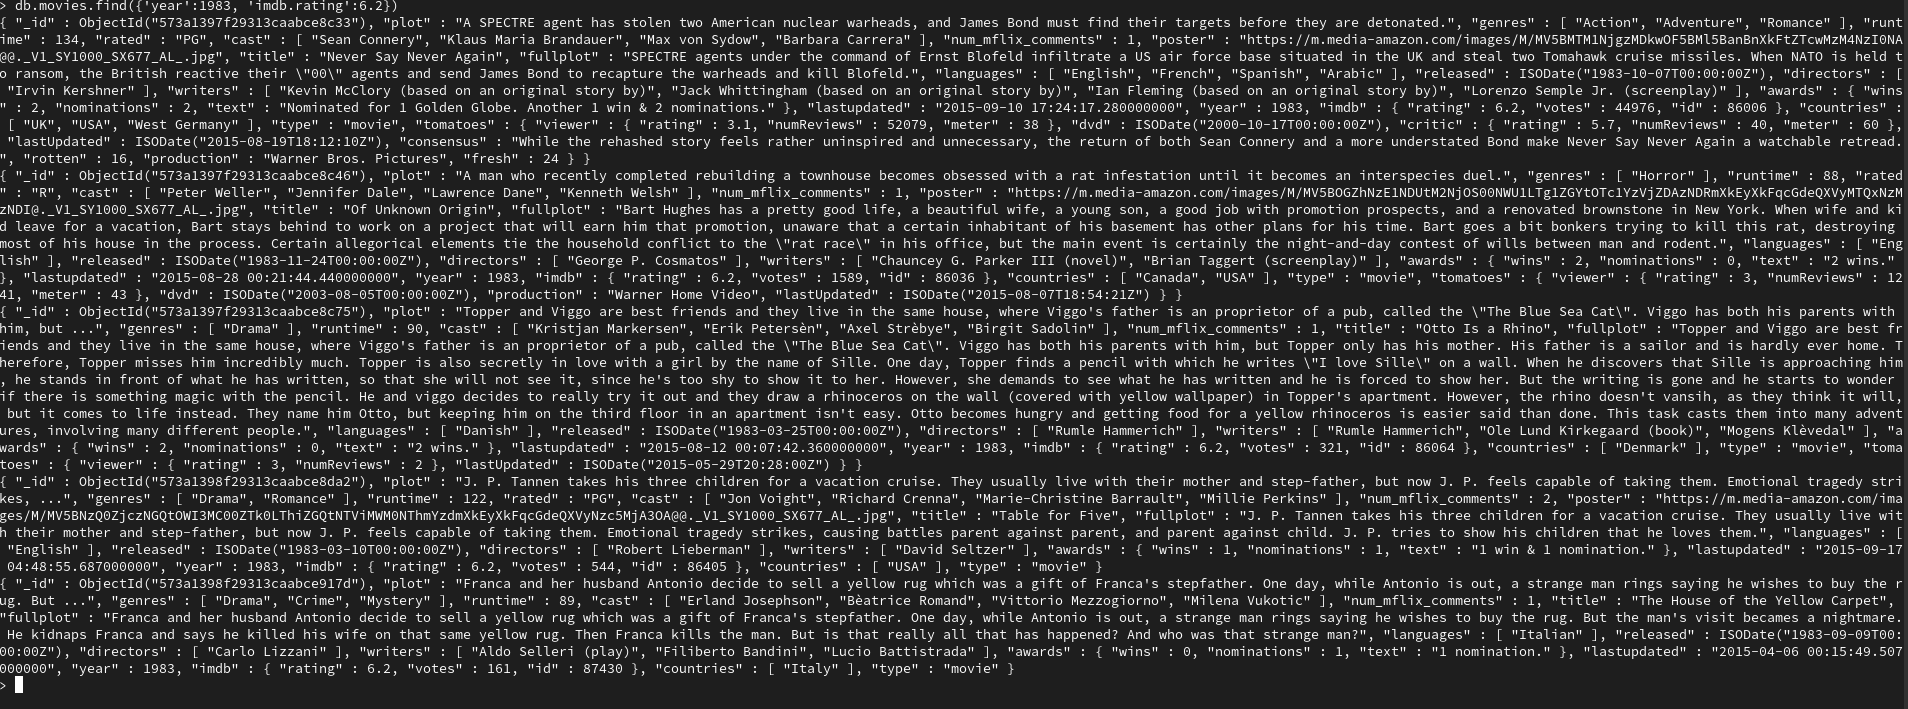 > db.movies.find({'year':1983, 'imdb.rating':6.2})
{ "_id" : ObjectId("573a1397f29313caabce8c33"), "plot" : "A SPECTRE agent has stolen two American nuclear warheads, and James Bond must find their targets before they are detonated.", "genres" : [ "Action", "Adventure", "Romance" ], "runt
ime" : 134, "rated" : "PG", "cast" : [ "Sean Connery", "Klaus Maria Brandauer", "Max von Sydow", "Barbara Carrera" ], "num_mflix_comments" : 1, "poster" : "https://m.media-amazon.com/images/M/MV5BMTM1NjgzMDkwOF5BMl5BanBnXkFtZTcwMzM4NzI0NA
@@._V1_SY1000_SX677_AL_.jpg", "title" : "Never Say Never Again", "fullplot" : "SPECTRE agents under the command of Ernst Blofeld infiltrate a US air force base situated in the UK and steal two Tomahawk cruise missiles. When NATO is held t
o ransom, the British reactive their \"00\" agents and send James Bond to recapture the warheads and kill Blofeld.", "languages" : [ "English", "French", "Spanish", "Arabic" ], "released" : ISODate("1983-10-07T00:00:00Z"), "directors" : [
 "Irvin Kershner" ], "writers" : [ "Kevin McClory (based on an original story by)", "Jack Whittingham (based on an original story by)", "Ian Fleming (based on an original story by)", "Lorenzo Semple Jr. (screenplay)" ], "awards" : { "wins
" : 2, "nominations" : 2, "text" : "Nominated for 1 Golden Globe. Another 1 win & 2 nominations." }, "lastupdated" : "2015-09-10 17:24:17.280000000", "year" : 1983, "imdb" : { "rating" : 6.2, "votes" : 44976, "id" : 86006 }, "countries" :
 [ "UK", "USA", "West Germany" ], "type" : "movie", "tomatoes" : { "viewer" : { "rating" : 3.1, "numReviews" : 52079, "meter" : 38 }, "dvd" : ISODate("2000-10-17T00:00:00Z"), "critic" : { "rating" : 5.7, "numReviews" : 40, "meter" : 60 },
 "lastUpdated" : ISODate("2015-08-19T18:12:10Z"), "consensus" : "While the rehashed story feels rather uninspired and unnecessary, the return of both Sean Connery and a more understated Bond make Never Say Never Again a watchable retread.
", "rotten" : 16, "production" : "Warner Bros. Pictures", "fresh" : 24 } }
{ "_id" : ObjectId("573a1397f29313caabce8c46"), "plot" : "A man who recently completed rebuilding a townhouse becomes obsessed with a rat infestation until it becomes an interspecies duel.", "genres" : [ "Horror" ], "runtime" : 88, "rated
" : "R", "cast" : [ "Peter Weller", "Jennifer Dale", "Lawrence Dane", "Kenneth Welsh" ], "num_mflix_comments" : 1, "poster" : "https://m.media-amazon.com/images/M/MV5BOGZhNzE1NDUtM2NjOS00NWU1LTg1ZGYtOTc1YzVjZDAzNDRmXkEyXkFqcGdeQXVyMTQxNzM
zNDI@._V1_SY1000_SX677_AL_.jpg", "title" : "Of Unknown Origin", "fullplot" : "Bart Hughes has a pretty good life, a beautiful wife, a young son, a good job with promotion prospects, and a renovated brownstone in New York. When wife and ki
d leave for a vacation, Bart stays behind to work on a project that will earn him that promotion, unaware that a certain inhabitant of his basement has other plans for his time. Bart goes a bit bonkers trying to kill this rat, destroying 
most of his house in the process. Certain allegorical elements tie the household conflict to the \"rat race\" in his office, but the main event is certainly the night-and-day contest of wills between man and rodent.", "languages" : [ "Eng
lish" ], "released" : ISODate("1983-11-24T00:00:00Z"), "directors" : [ "George P. Cosmatos" ], "writers" : [ "Chauncey G. Parker III (novel)", "Brian Taggert (screenplay)" ], "awards" : { "wins" : 2, "nominations" : 0, "text" : "2 wins."
}, "lastupdated" : "2015-08-28 00:21:44.440000000", "year" : 1983, "imdb" : { "rating" : 6.2, "votes" : 1589, "id" : 86036 }, "countries" : [ "Canada", "USA" ], "type" : "movie", "tomatoes" : { "viewer" : { "rating" : 3, "numReviews" : 12
41, "meter" : 43 }, "dvd" : ISODate("2003-08-05T00:00:00Z"), "production" : "Warner Home Video", "lastUpdated" : ISODate("2015-08-07T18:54:21Z") } }
{ "_id" : ObjectId("573a1397f29313caabce8c75"), "plot" : "Topper and Viggo are best friends and they live in the same house, where Viggo's father is an proprietor of a pub, called the \"The Blue Sea Cat\". Viggo has both his parents with 
him, but ...", "genres" : [ "Drama" ], "runtime" : 90, "cast" : [ "Kristjan Markersen", "Erik Petersèn", "Axel Strèbye", "Birgit Sadolin" ], "num_mflix_comments" : 1, "title" : "Otto Is a Rhino", "fullplot" : "Topper and Viggo are best fr
iends and they live in the same house, where Viggo's father is an proprietor of a pub, called the \"The Blue Sea Cat\". Viggo has both his parents with him, but Topper only has his mother. His father is a sailor and is hardly ever home. T
herefore, Topper misses him incredibly much. Topper is also secretly in love with a girl by the name of Sille. One day, Topper finds a pencil with which he writes \"I love Sille\" on a wall. When he discovers that Sille is approaching him
, he stands in front of what he has written, so that she will not see it, since he's too shy to show it to her. However, she demands to see what he has written and he is forced to show her. But the writing is gone and he starts to wonder 
if there is something magic with the pencil. He and viggo decides to really try it out and they draw a rhinoceros on the wall (covered with yellow wallpaper) in Topper's apartment. However, the rhino doesn't vansih, as they think it will,
 but it comes to life instead. They name him Otto, but keeping him on the third floor in an apartment isn't easy. Otto becomes hungry and getting food for a yellow rhinoceros is easier said than done. This task casts them into many advent
ures, involving many different people.", "languages" : [ "Danish" ], "released" : ISODate("1983-03-25T00:00:00Z"), "directors" : [ "Rumle Hammerich" ], "writers" : [ "Rumle Hammerich", "Ole Lund Kirkegaard (book)", "Mogens Klèvedal" ], "a
wards" : { "wins" : 2, "nominations" : 0, "text" : "2 wins." }, "lastupdated" : "2015-08-12 00:07:42.360000000", "year" : 1983, "imdb" : { "rating" : 6.2, "votes" : 321, "id" : 86064 }, "countries" : [ "Denmark" ], "type" : "movie", "toma
toes" : { "viewer" : { "rating" : 3, "numReviews" : 2 }, "lastUpdated" : ISODate("2015-05-29T20:28:00Z") } }
{ "_id" : ObjectId("573a1398f29313caabce8da2"), "plot" : "J. P. Tannen takes his three children for a vacation cruise. They usually live with their mother and step-father, but now J. P. feels capable of taking them. Emotional tragedy stri
kes, ...", "genres" : [ "Drama", "Romance" ], "runtime" : 122, "rated" : "PG", "cast" : [ "Jon Voight", "Richard Crenna", "Marie-Christine Barrault", "Millie Perkins" ], "num_mflix_comments" : 2, "poster" : "https://m.media-amazon.com/ima
ges/M/MV5BNzQ0ZjczNGQtOWI3MC00ZTk0LThiZGQtNTViMWM0NThmYzdmXkEyXkFqcGdeQXVyNzc5MjA3OA@@._V1_SY1000_SX677_AL_.jpg", "title" : "Table for Five", "fullplot" : "J. P. Tannen takes his three children for a vacation cruise. They usually live wit
h their mother and step-father, but now J. P. feels capable of taking them. Emotional tragedy strikes, causing battles parent against parent, and parent against child. J. P. tries to show his children that he loves them.", "languages" : [
 "English" ], "released" : ISODate("1983-03-10T00:00:00Z"), "directors" : [ "Robert Lieberman" ], "writers" : [ "David Seltzer" ], "awards" : { "wins" : 1, "nominations" : 1, "text" : "1 win & 1 nomination." }, "lastupdated" : "2015-09-17
 04:48:55.687000000", "year" : 1983, "imdb" : { "rating" : 6.2, "votes" : 544, "id" : 86405 }, "countries" : [ "USA" ], "type" : "movie" }
{ "_id" : ObjectId("573a1398f29313caabce917d"), "plot" : "Franca and her husband Antonio decide to sell a yellow rug which was a gift of Franca's stepfather. One day, while Antonio is out, a strange man rings saying he wishes to buy the r
ug. But ...", "genres" : [ "Drama", "Crime", "Mystery" ], "runtime" : 89, "cast" : [ "Erland Josephson", "Bèatrice Romand", "Vittorio Mezzogiorno", "Milena Vukotic" ], "num_mflix_comments" : 1, "title" : "The House of the Yellow Carpet",
"fullplot" : "Franca and her husband Antonio decide to sell a yellow rug which was a gift of Franca's stepfather. One day, while Antonio is out, a strange man rings saying he wishes to buy the rug. But the man's visit becames a nightmare.
 He kidnaps Franca and says he killed his wife on that same yellow rug. Then Franca kills the man. But is that really all that has happened? And who was that strange man?", "languages" : [ "Italian" ], "released" : ISODate("1983-09-09T00:
00:00Z"), "directors" : [ "Carlo Lizzani" ], "writers" : [ "Aldo Selleri (play)", "Filiberto Bandini", "Lucio Battistrada" ], "awards" : { "wins" : 0, "nominations" : 1, "text" : "1 nomination." }, "lastupdated" : "2015-04-06 00:15:49.507
000000", "year" : 1983, "imdb" : { "rating" : 6.2, "votes" : 161, "id" : 87430 }, "countries" : [ "Italy" ], "type" : "movie" }
>